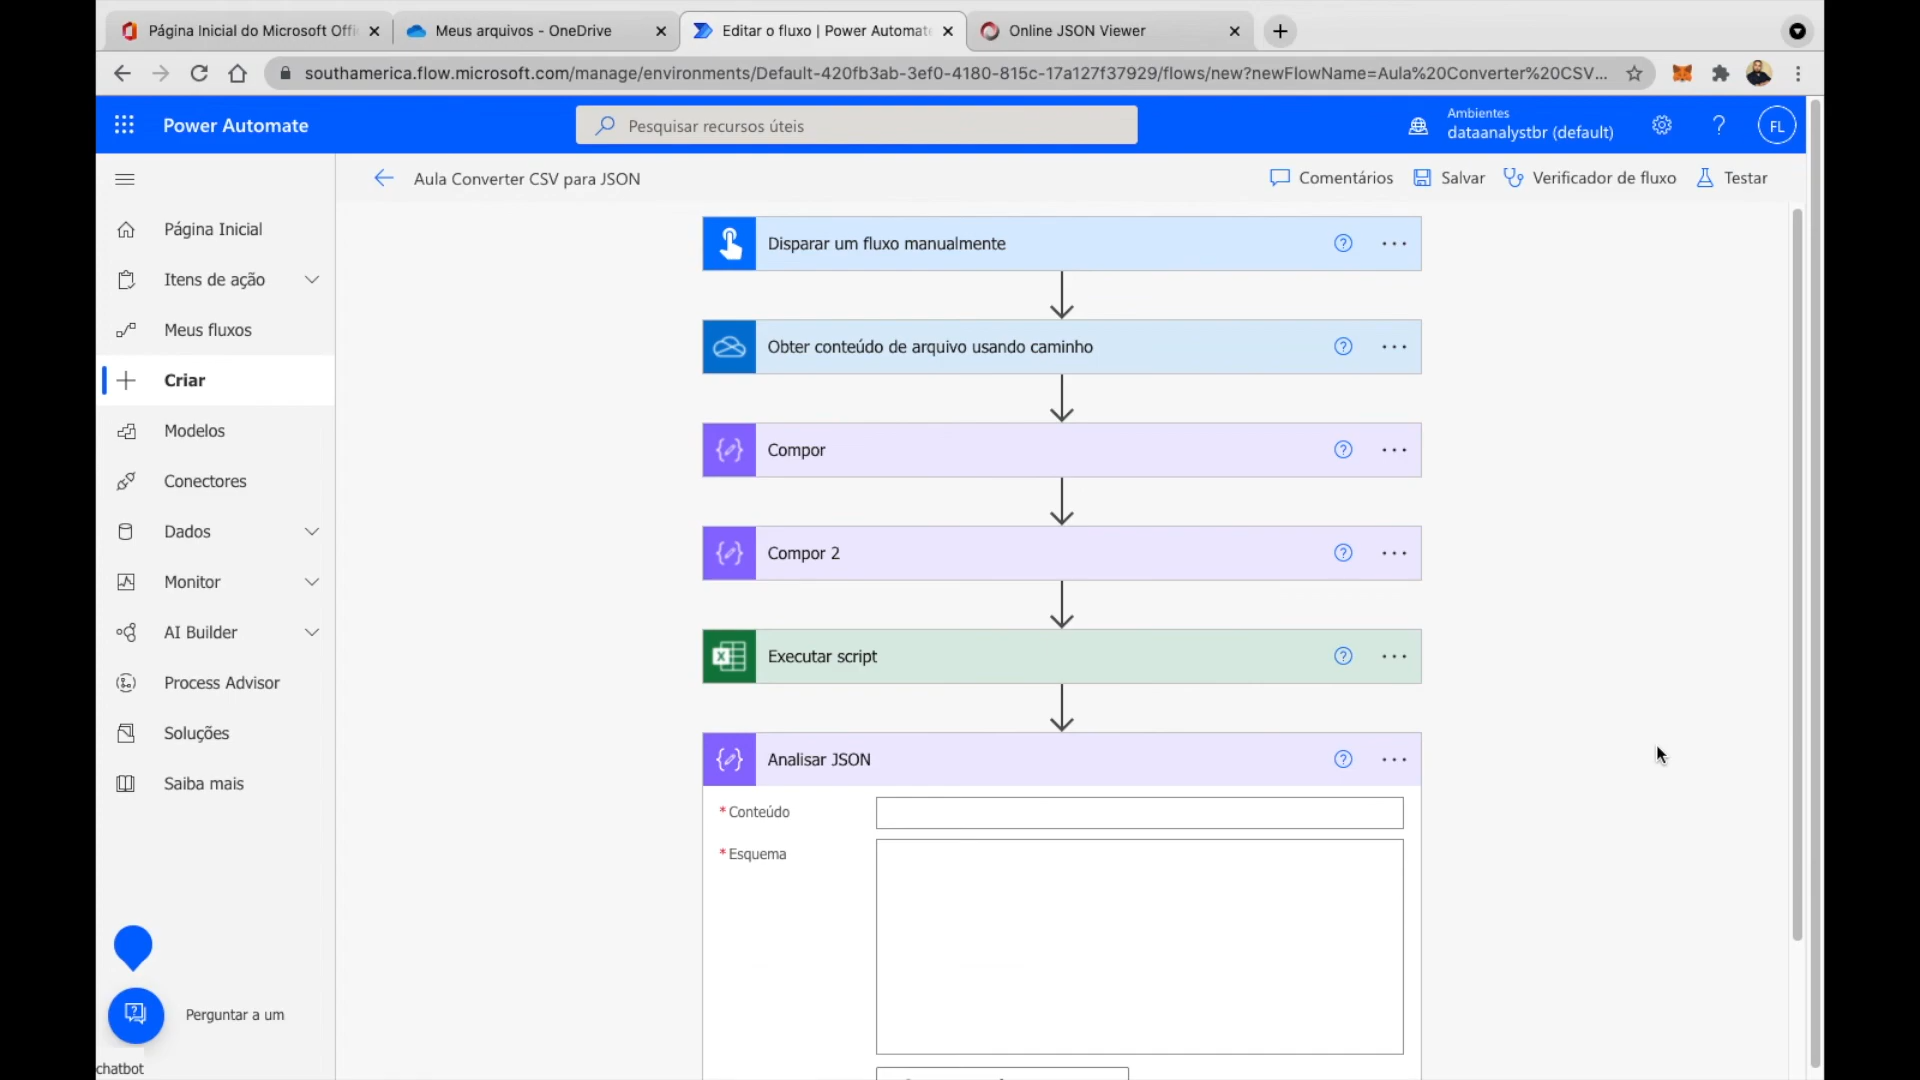 Página Inicial do Microsoft Offi
Meus arquivos - OneDrive
Editar o fluxo | Power Automate
Online JSON Viewer
southamerica.flow.microsoft.com/manage/environments/Default-420fb3ab-3ef0-4180-815c-17a127f37929/flows/new?newFlowName=Aula%20Converter%20CSV...
Power Automate
Pesquisar recursos úteis
Ambientes
dataanalystbr (default)
FL
Aula Converter CSV para JSON
Comentários
Salvar
Verificador de fluxo
Testar
Página Inicial
Itens de ação
Meus fluxos
Criar
Modelos
Conectores
Dados
Monitor
AI Builder
Process Advisor
Soluções
Saiba mais
Perguntar a um
chatbot
Disparar um fluxo manualmente
Obter conteúdo de arquivo usando caminho
Compor
Compor 2
Executar script
Analisar JSON
* Conteúdo
* Esquema